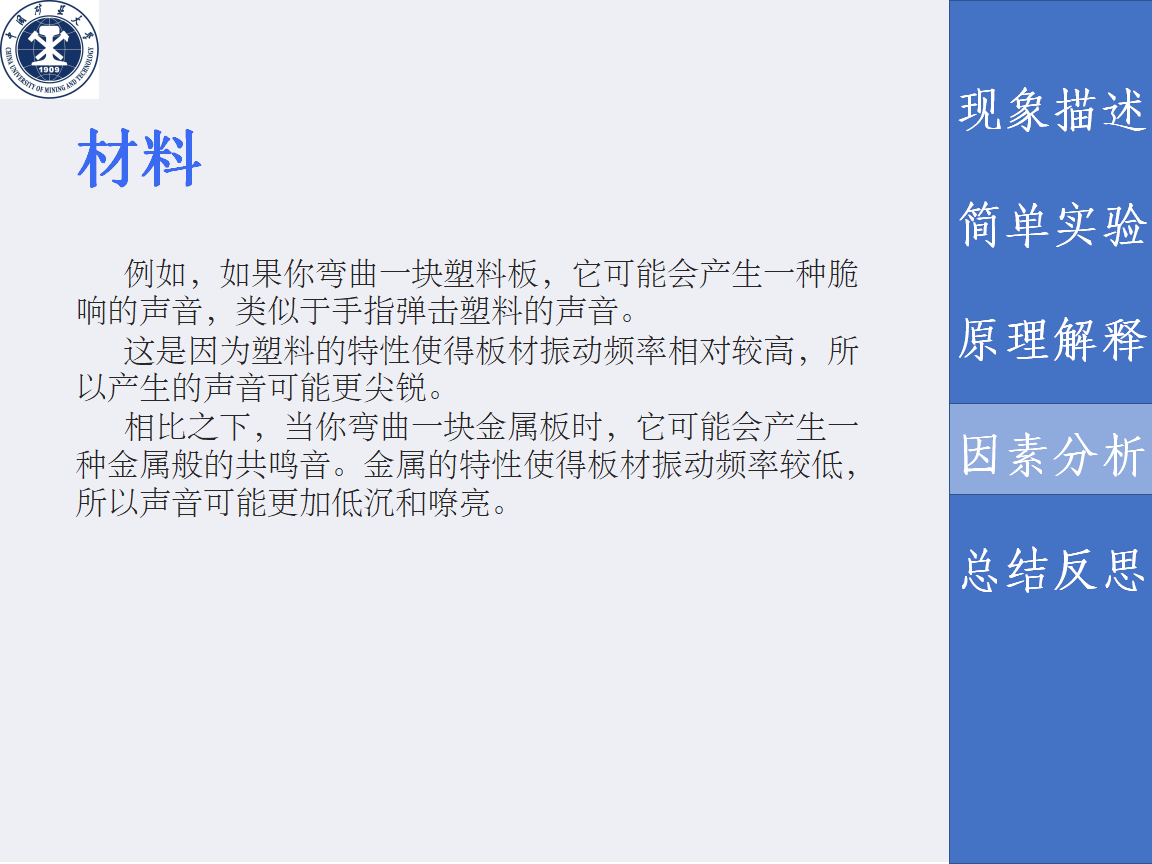 中国矿业大学
CHINA UNIVERSITY OF MINING AND TECHNOLOGY
1909
材料
例如，如果你弯曲一块塑料板，它可能会产生一种脆
响的声音，类似于手指弹击塑料的声音。
这是因为塑料的特性使得板材振动频率相对较高，所
以产生的声音可能更尖锐。
相比之下，当你弯曲一块金属板时，它可能会产生一
种金属般的共鸣音。金属的特性使得板材振动频率较低，
所以声音可能更加低沉和嘹亮。
现象描述
简单实验
原理解释
因素分析
总结反思